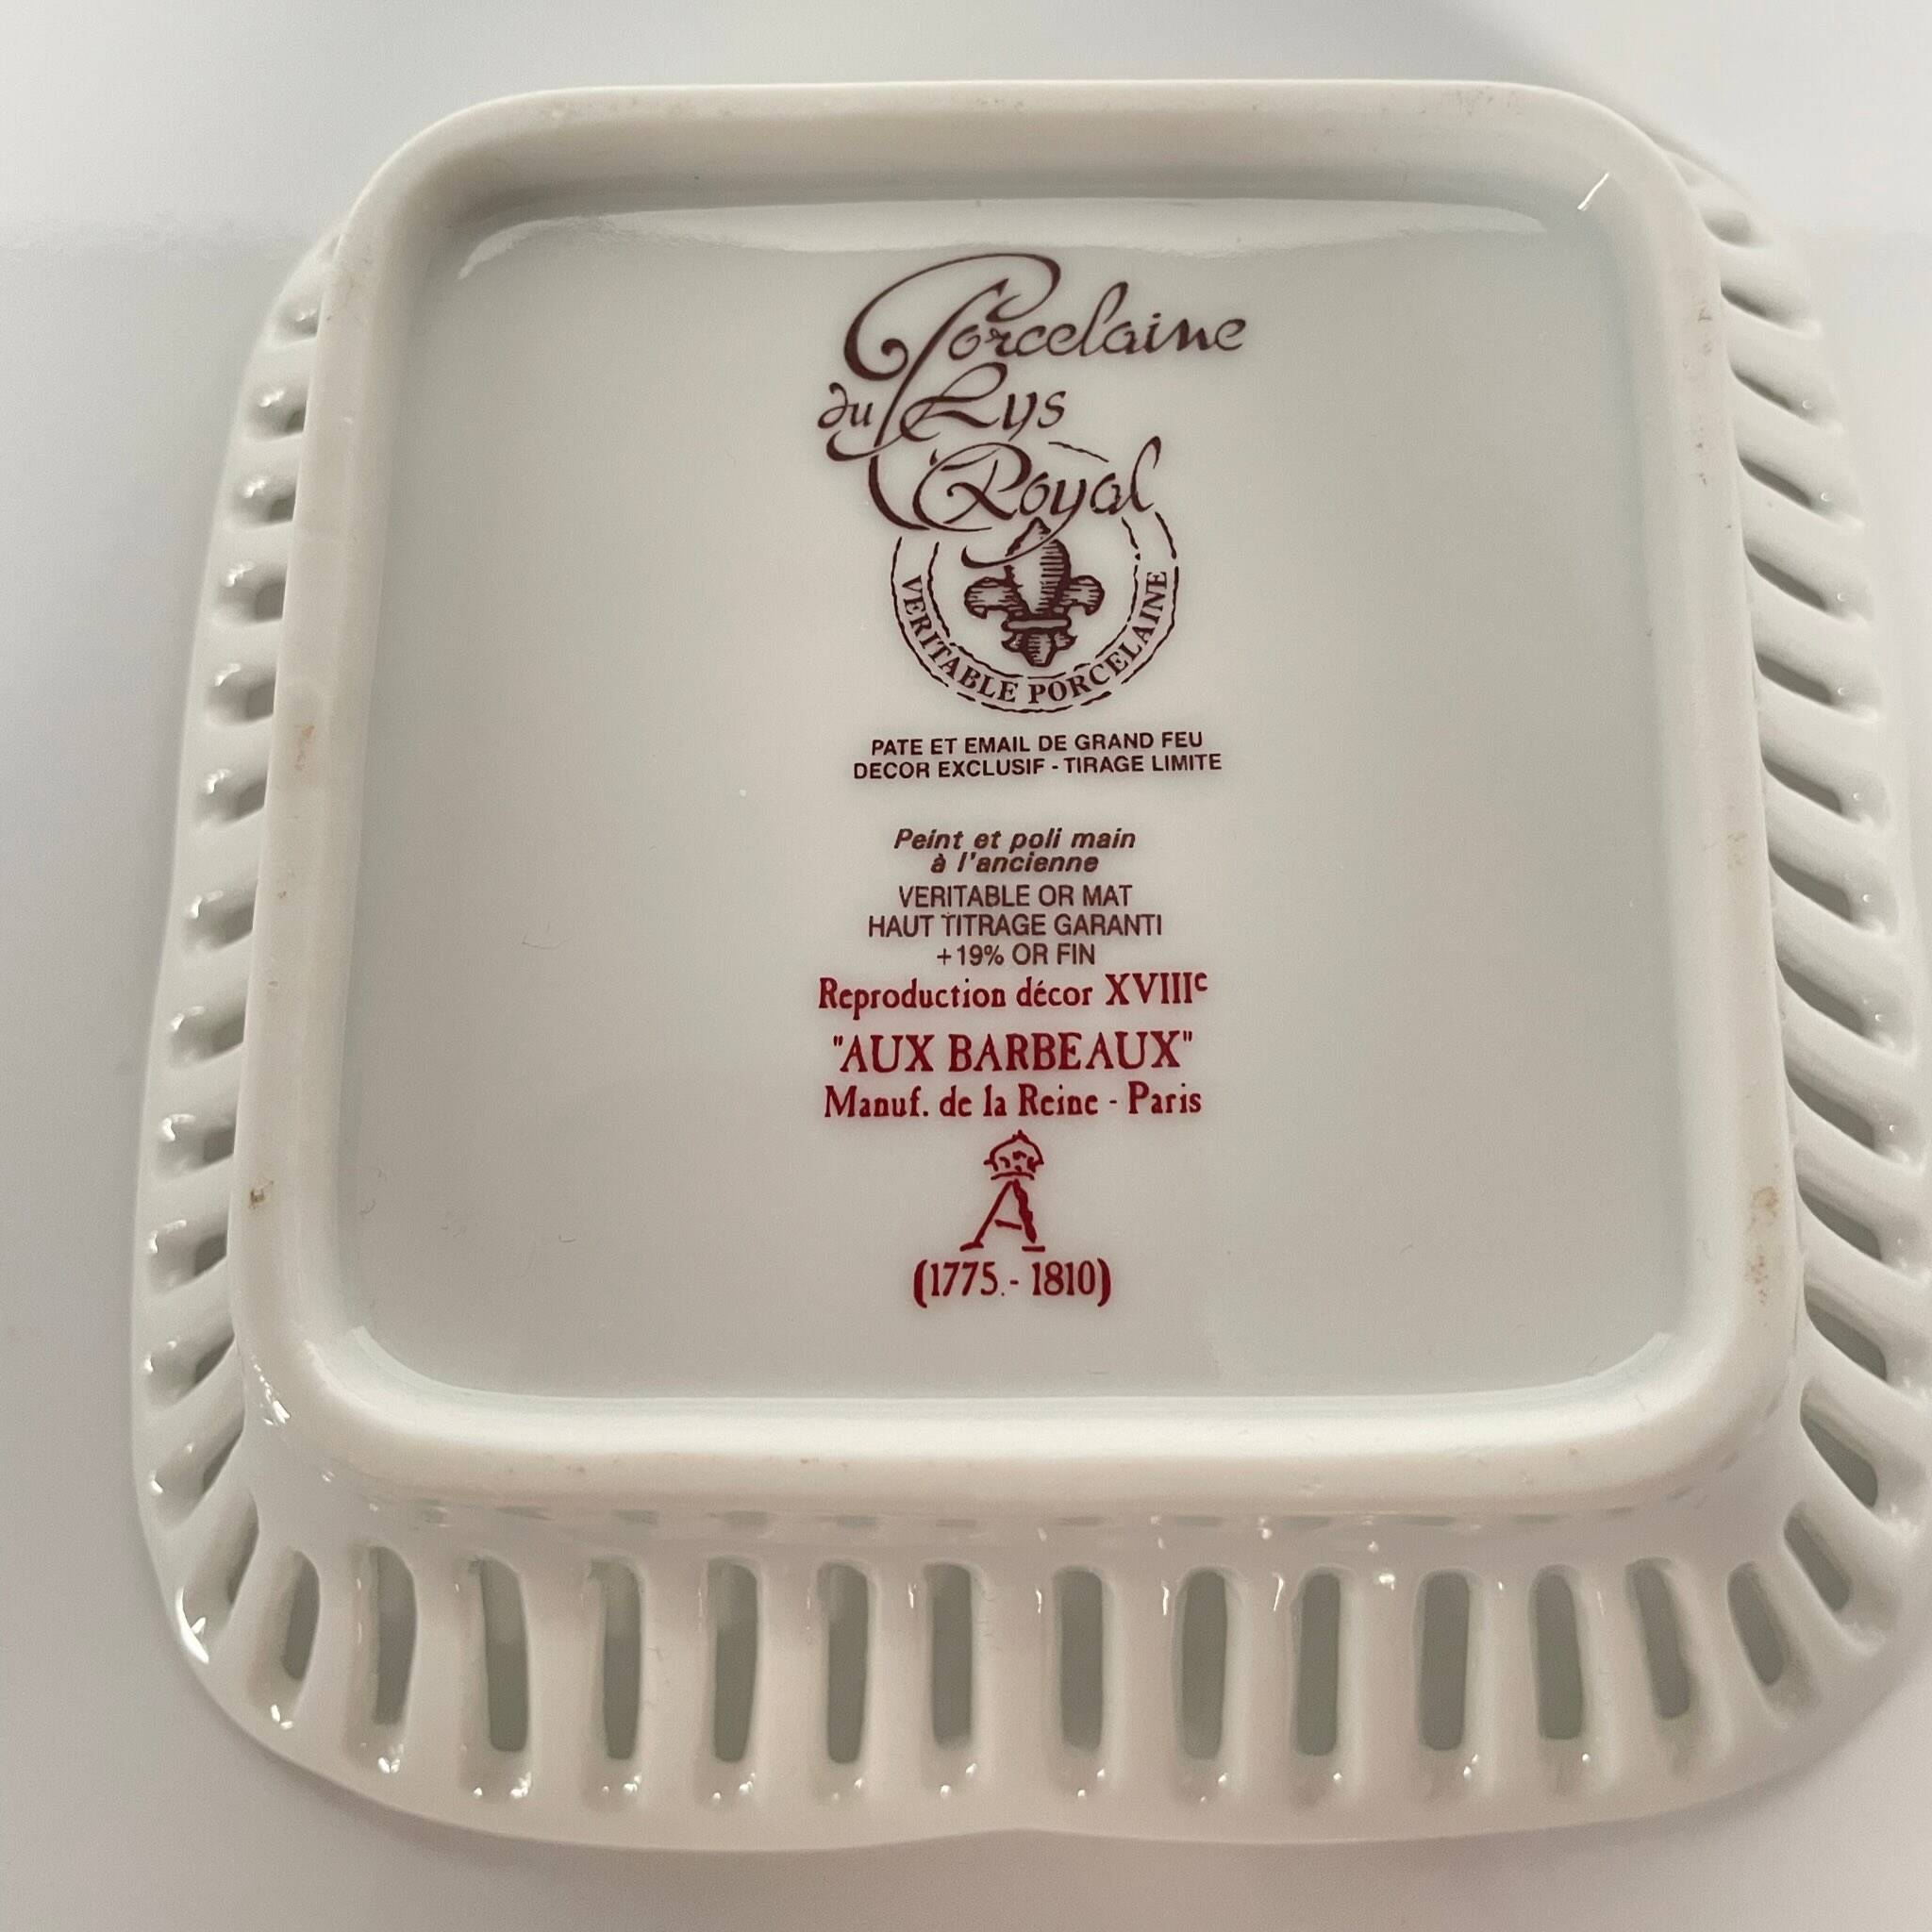 Porcelaine
du Lys
Royal
VERITABLE PORCELAINE
PATE ET EMAIL DE GRAND FEU
DECOR EXCLUSIF - TIRAGE LIMITE
Peint et poli main
à l'ancienne
VERITABLE OR MAT
HAUT TITRAGE GARANTI
+19% OR FIN
Reproduction décor XVIIIe
"AUX BARBEAUX"
Manuf. de la Reine - Paris
A
(1775.- 1810)